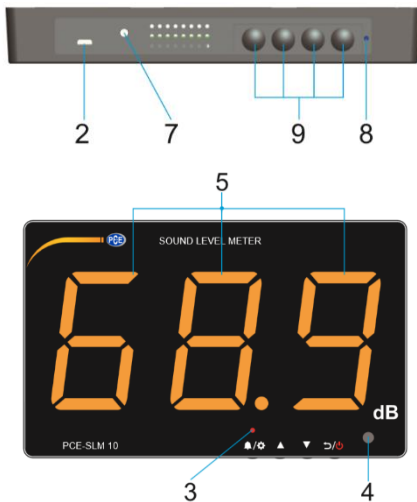 2 7 9 8
5
PCE SOUND LEVEL METER
68.9
dB
PCE-SLM 10 / /
3 4